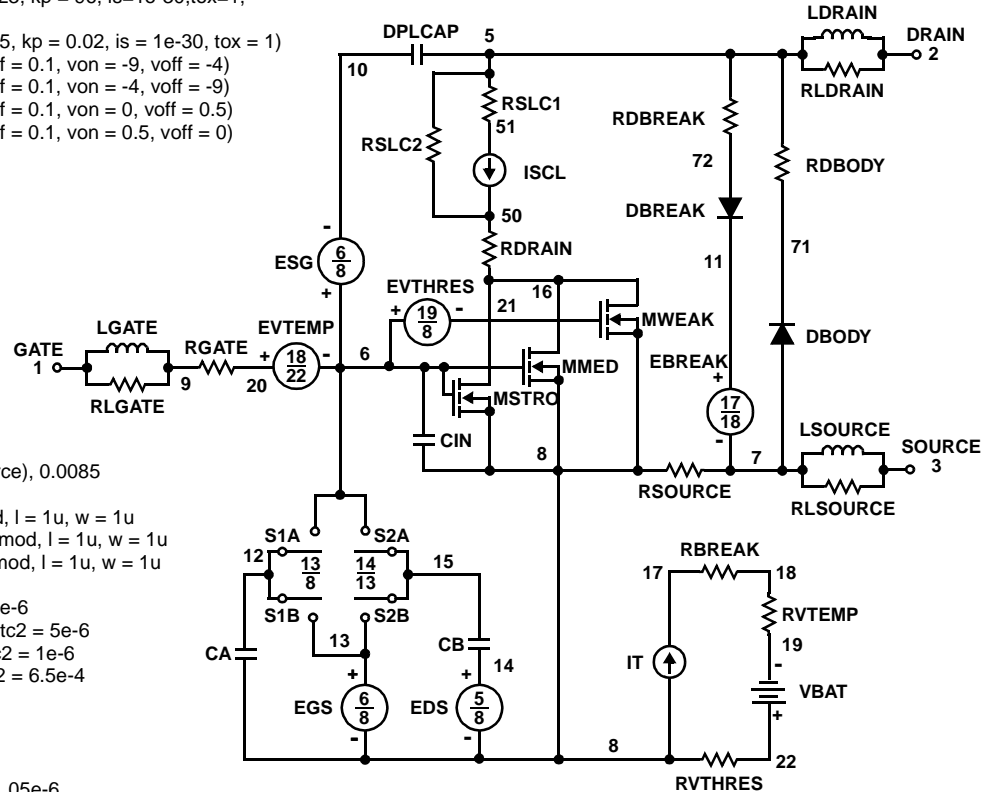 5, kp = 0.02, is = 1e-30, tox = 1)
f = 0.1, von = -9, voff = -4)
f = 0.1, von = -4, voff = -9)
f = 0.1, von = 0, voff = 0.5)
f = 0.1, von = 0.5, voff = 0)
LDRAIN
DPLCAP
5
DRAIN
2
10
RLDRAIN
RSLC1
51
RDBREAK
RSLC2
72
RDBODY
ISCL
50
DBREAK
RDRAIN
71
-
ESG
6
8
+
11
EVTHRES
16
21
+
19
8
-
MWEAK
LGATE
EVTEMP
DBODY
GATE
1
RGATE
+
18
22
-
6
MMED
EBREAK
+
9
20
MSTRO
17
18
RLGATE
-
LSOURCE
CIN
8
7
SOURCE
3
RSOURCE
RLSOURCE
rce), 0.0085
d, l = 1u, w = 1u
mod, l = 1u, w = 1u
mod, l = 1u, w = 1u
e-6
tc2 = 5e-6
c2 = 1e-6
2 = 6.5e-4
S1A
S2A
RBREAK
12
13
8
14
13
15
17
18
S1B
S2B
RVTEMP
13
CB
19
CA
14
IT
-
+
+
VBAT
EGS
6
8
EDS
5
8
+
-
-
8
22
RVTHRES